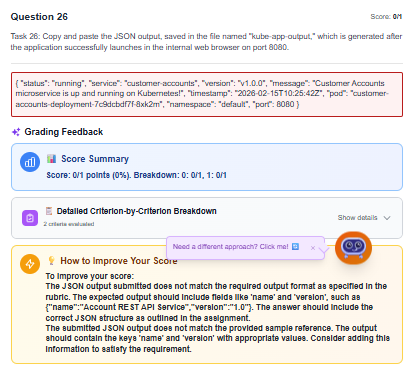 Question 26
Score: 0/1
Task 26: Copy and paste the JSON output, saved in the file named "kube-app-output," which is generated after
the application successfully launches in the internal web browser on port 8080.
{ "status": "running", "service": "customer-accounts", "version": "v1.0.0", "message": "Customer Accounts
microservice is up and running on Kubernetes!", "timestamp": "2026-02-15T10:25:42Z", "pod": "customer-
accounts-deployment-7c9dcbdf7f-8xk2m", "namespace": "default", "port": 8080 }
Grading Feedback
Score Summary
Score: 0/1 points (0%). Breakdown: 0: 0/1, 1: 0/1
Detailed Criterion-by-Criterion Breakdown
2 criteria evaluated
Show details
Need a different approach? Click me!
How to Improve Your Score
To improve your score:
The JSON output submitted does not match the required output format as specified in the
rubric. The expected output should include fields like 'name' and 'version', such as
{"name":"Account REST API Service","version":"1.0"}. The answer should include the
correct JSON structure as outlined in the assignment.
The submitted JSON output does not match the provided sample reference. The output
should contain the keys 'name' and 'version' with appropriate values. Consider adding this
information to satisfy the requirement.